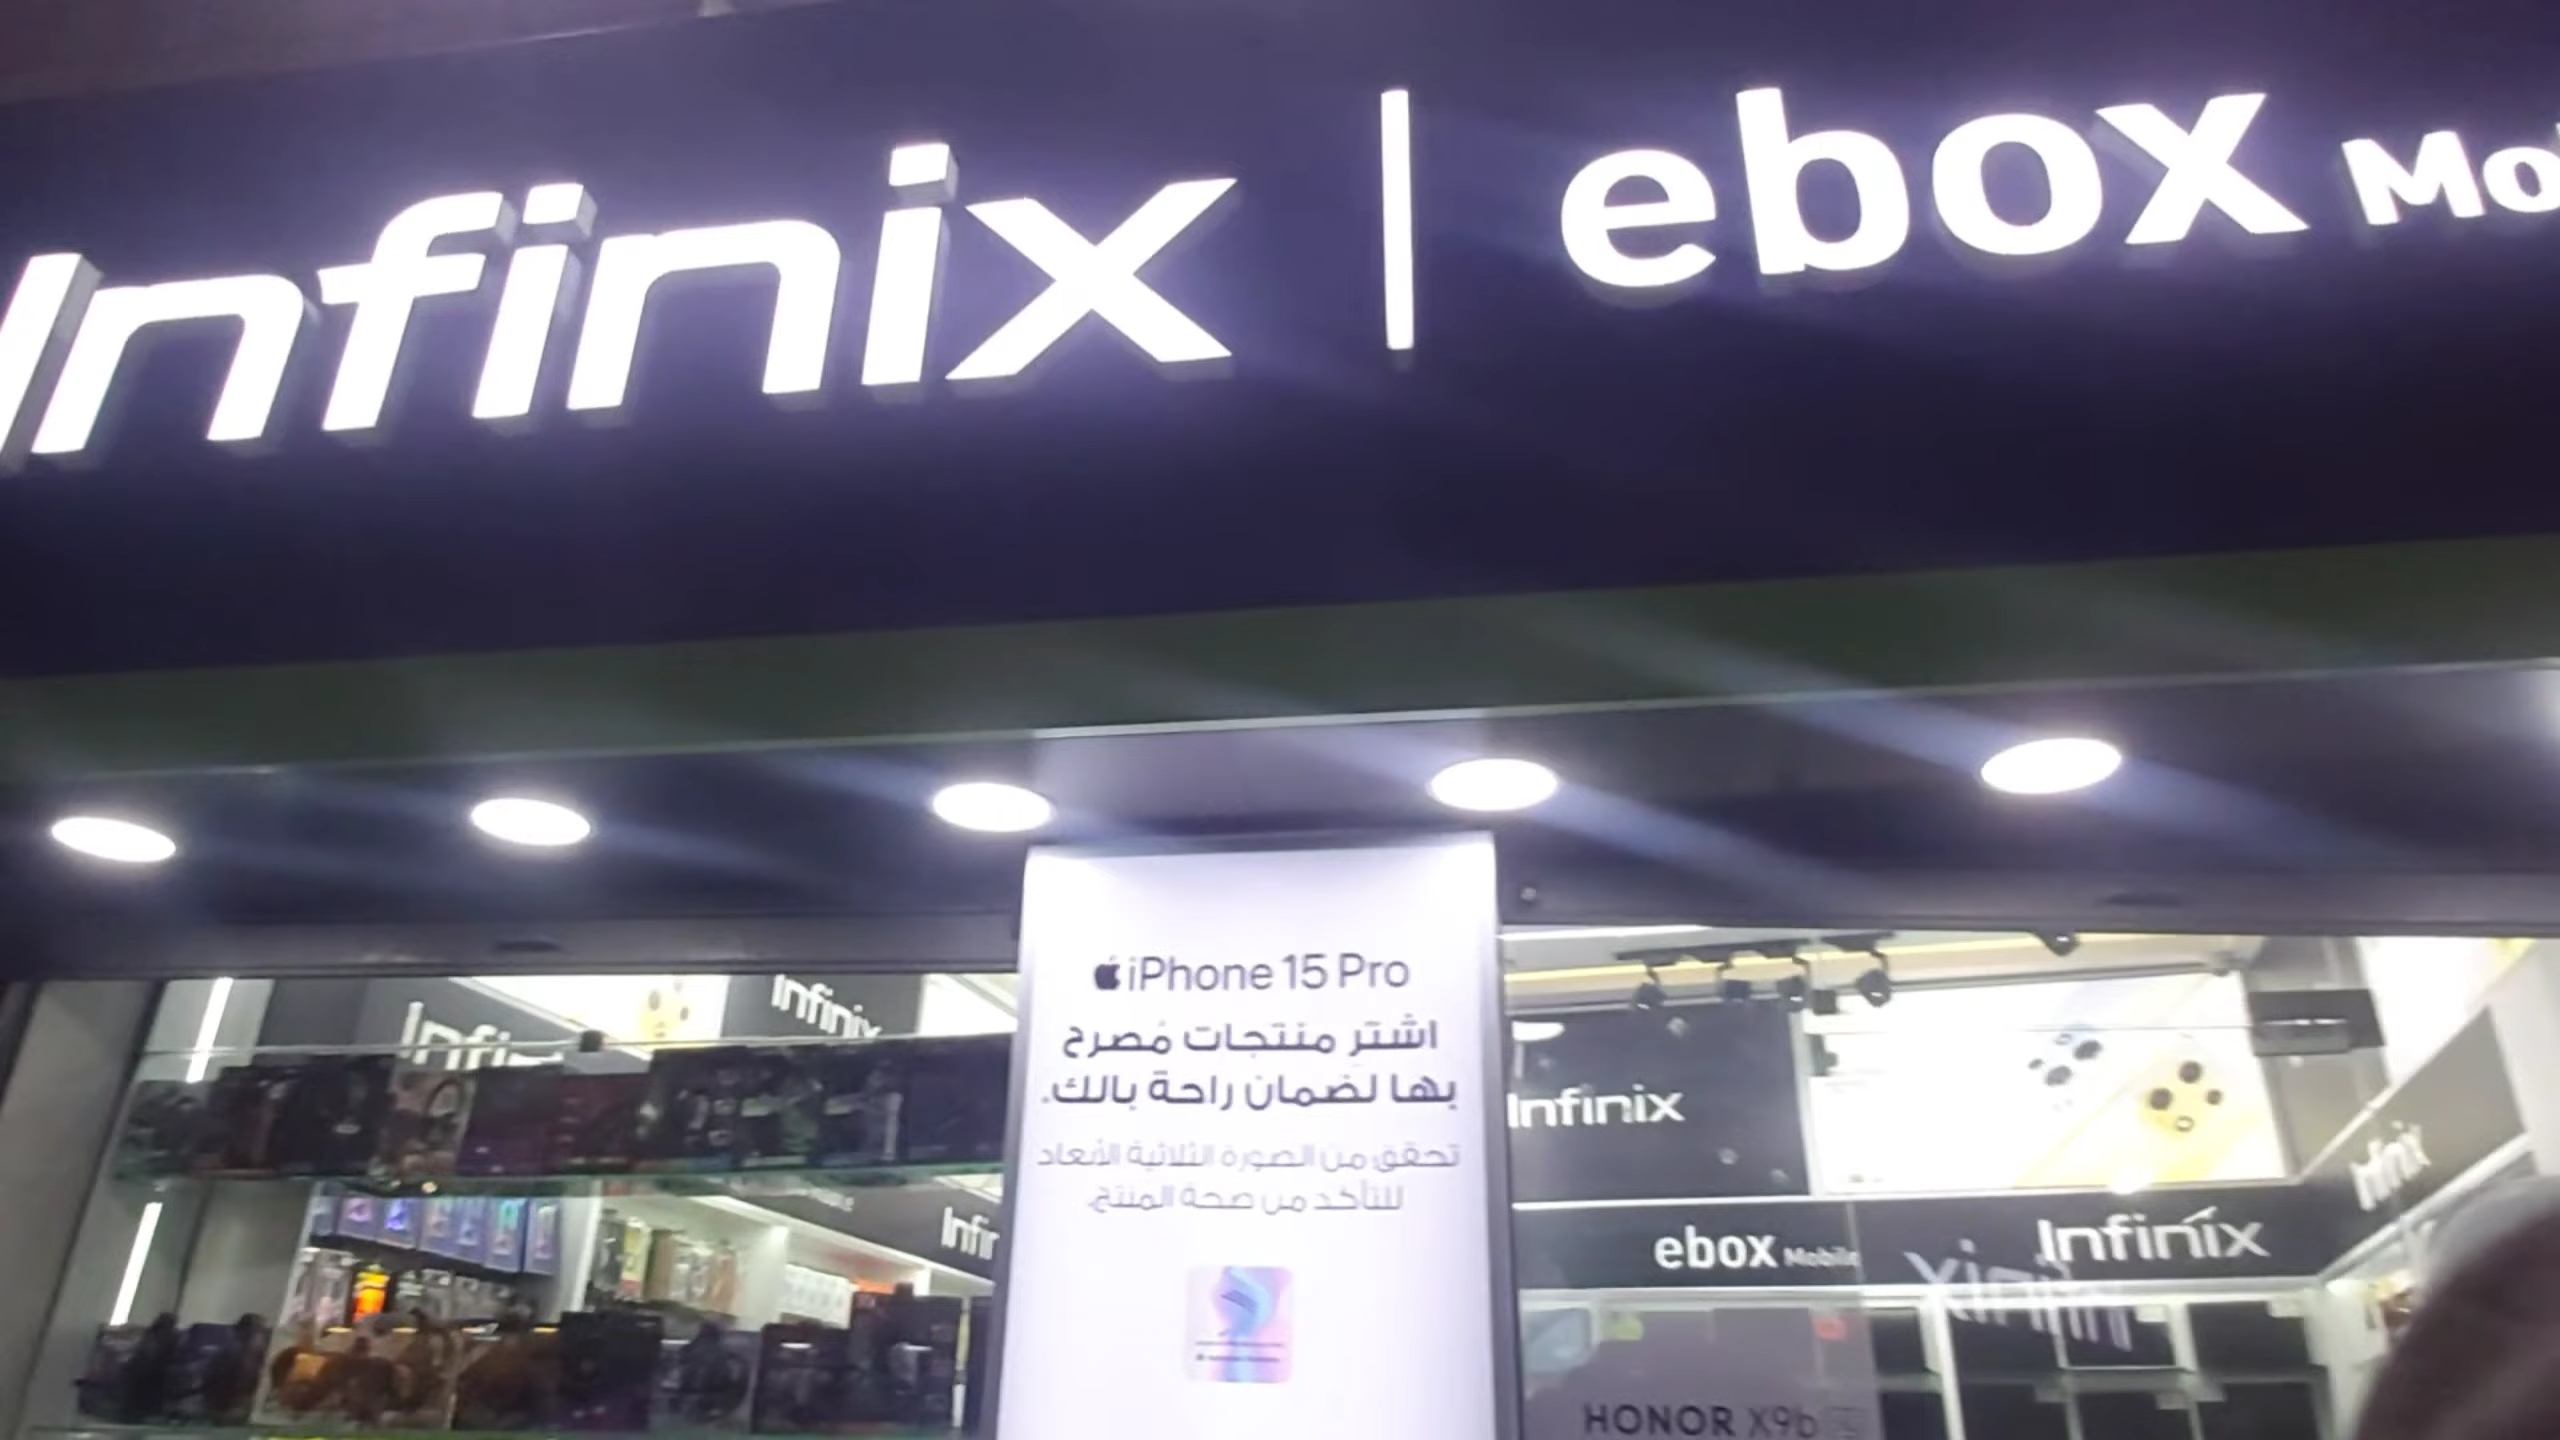 Infinix | ebox
iPhone 15 Pro
اشترِ منتجات مُصرح
بها لضمان راحة بالك.
تحقق من الصورة الثلاثية الأبعاد
للتأكد من صحة المنتج.
Infinix
Infinix
ebox Mobile
Infinix
Infinix
HONOR X9b